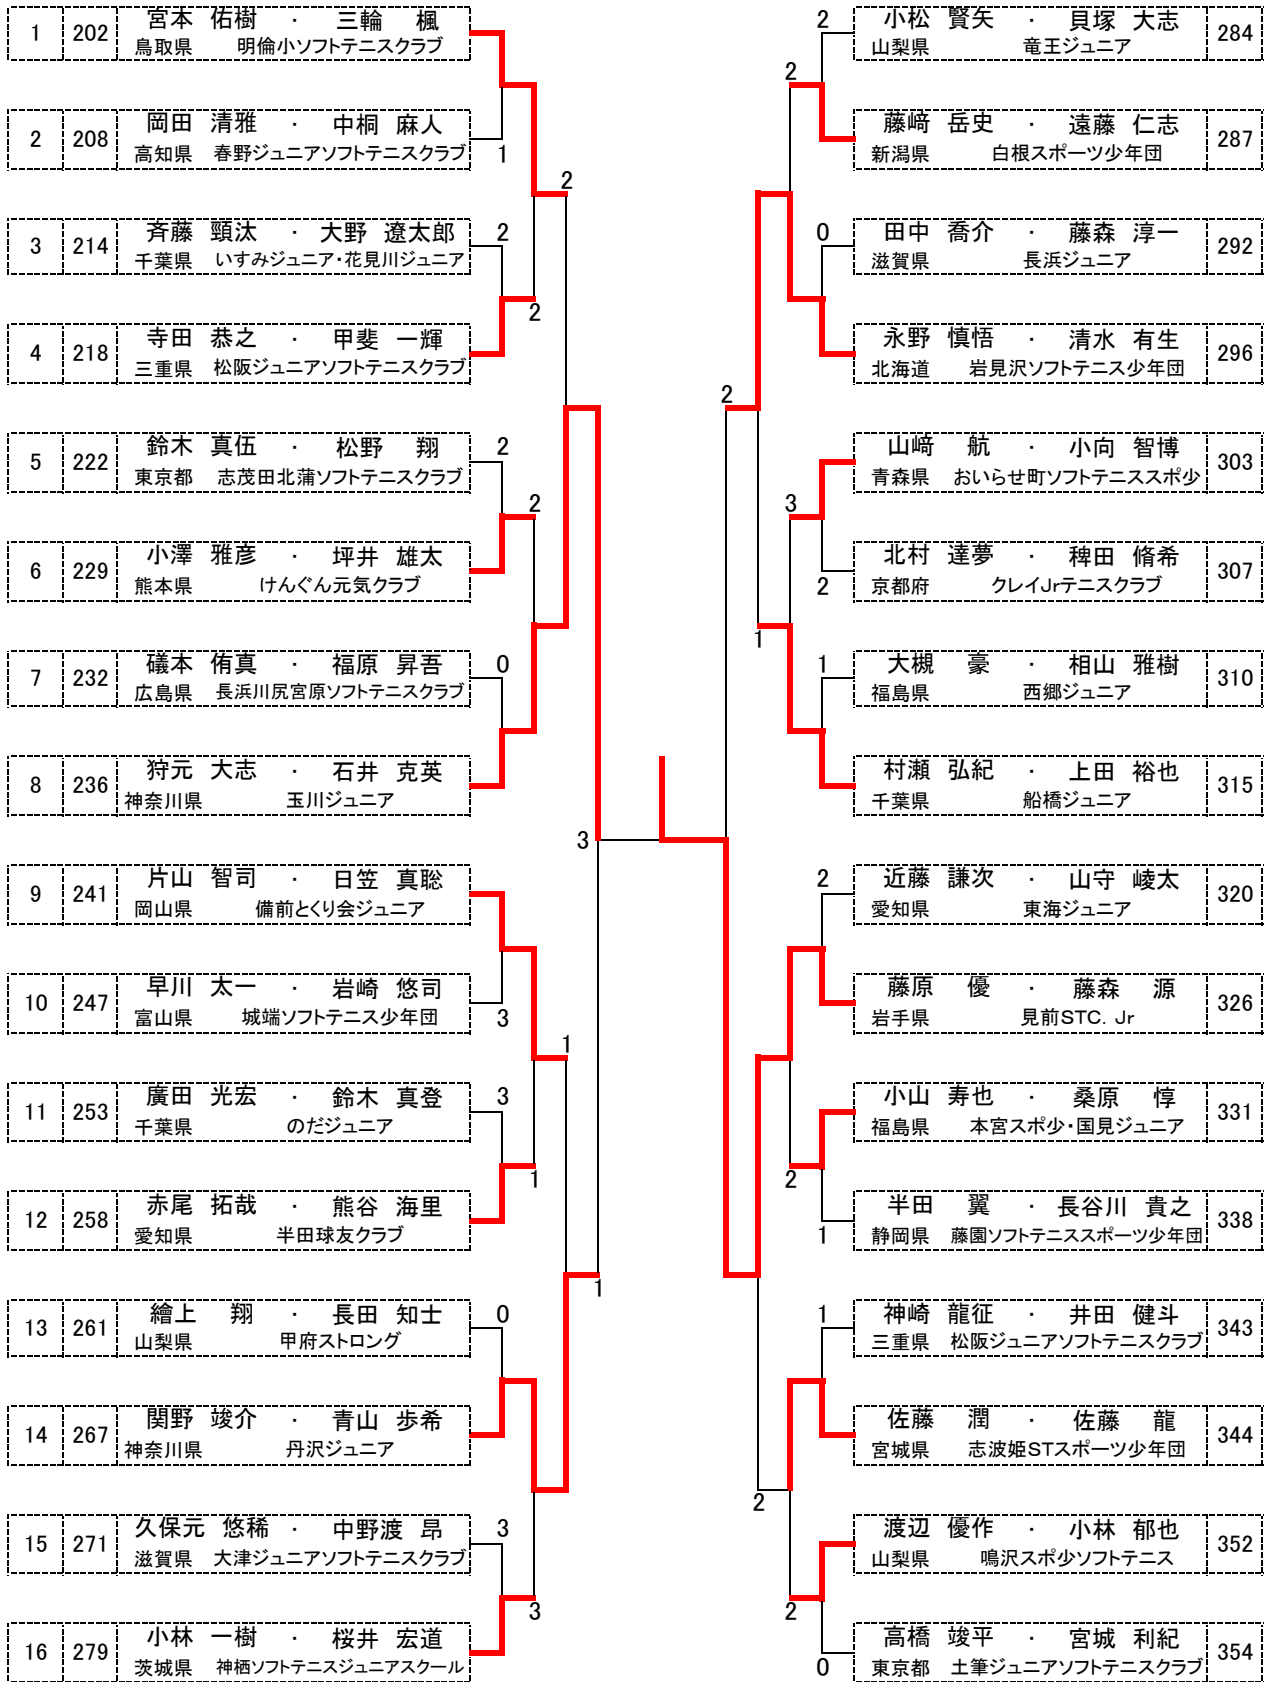 1 202 宮本 佑樹 ・ 三輪 楓
鳥取県 明倫小ソフトテニスクラブ
2 208 岡田 清雅 ・ 中桐 麻人
高知県 春野ジュニアソフトテニスクラブ
1
2
3 214 斉藤 顕汰 ・ 大野 遼太郎
千葉県 いすみジュニア・花見川ジュニア
2
2
4 218 寺田 恭之 ・ 甲斐 一輝
三重県 松阪ジュニアソフトテニスクラブ
5 222 鈴木 真伍 ・ 松野 翔
東京都 志茂田北蒲ソフトテニスクラブ
2
2
6 229 小澤 雅彦 ・ 坪井 雄太
熊本県 けんぐん元気クラブ
7 232 礒本 侑真 ・ 福原 昇吾
広島県 長浜川尻宮原ソフトテニスクラブ
0
8 236 狩元 大志 ・ 石井 克英
神奈川県 玉川ジュニア
3
9 241 片山 智司 ・ 日笠 真聡
岡山県 備前とくり会ジュニア
10 247 早川 太一 ・ 岩崎 悠司
富山県 城端ソフトテニス少年団
3
1
11 253 廣田 光宏 ・ 鈴木 真登
千葉県 のだジュニア
3
1
12 258 赤尾 拓哉 ・ 熊谷 海里
愛知県 半田球友クラブ
1
13 261 繪上 翔 ・ 長田 知士
山梨県 甲府ストロング
0
14 267 関野 竣介 ・ 青山 歩希
神奈川県 丹沢ジュニア
15 271 久保元 悠稀 ・ 中野渡 昂
滋賀県 大津ジュニアソフトテニスクラブ
3
3
16 279 小林 一樹 ・ 桜井 宏道
茨城県 神栖ソフトテニスジュニアスクール
2
小松 賢矢 ・ 貝塚 大志 284
山梨県 竜王ジュニア
2
藤﨑 岳史 ・ 遠藤 仁志 287
新潟県 白根スポーツ少年団
0
田中 喬介 ・ 藤森 淳一 292
滋賀県 長浜ジュニア
永野 慎悟 ・ 清水 有生 296
北海道 岩見沢ソフトテニス少年団
2
山﨑 航 ・ 小向 智博 303
青森県 おいらせ町ソフトテニススポ少
3
北村 達夢 ・ 稗田 脩希 307
京都府 クレイJrテニスクラブ
2
1
1
大槻 豪 ・ 相山 雅樹 310
福島県 西郷ジュニア
村瀬 弘紀 ・ 上田 裕也 315
千葉県 船橋ジュニア
2
近藤 謙次 ・ 山守 崚太 320
愛知県 東海ジュニア
藤原 優 ・ 藤森 源 326
岩手県 見前STC. Jr
小山 寿也 ・ 桑原 惇 331
福島県 本宮スポ少・国見ジュニア
2
半田 翼 ・ 長谷川 貴之 338
静岡県 藤園ソフトテニススポーツ少年団
1
1
神崎 龍征 ・ 井田 健斗 343
三重県 松阪ジュニアソフトテニスクラブ
佐藤 潤 ・ 佐藤 龍 344
宮城県 志波姫STスポーツ少年団
2
渡辺 優作 ・ 小林 郁也 352
山梨県 鳴沢スポ少ソフトテニス
2
高橋 竣平 ・ 宮城 利紀 354
東京都 土筆ジュニアソフトテニスクラブ
0